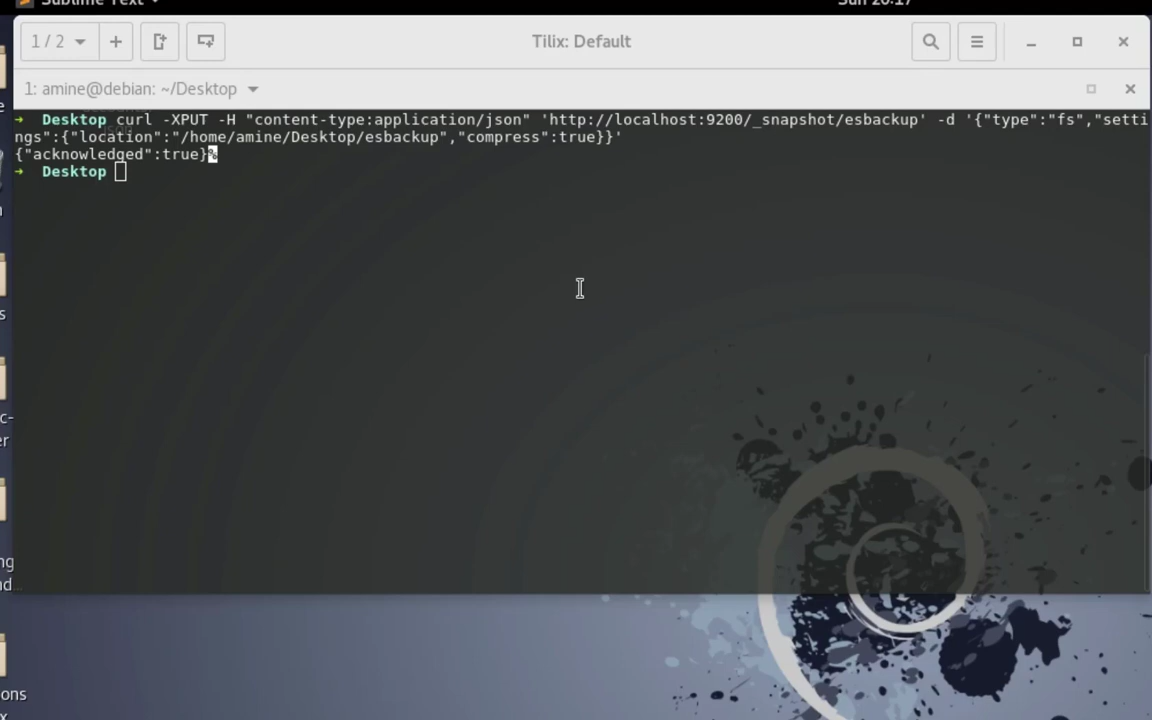 Sublime Text
Sun 20:17
1 / 2
Tilix: Default
1: amine@debian: ~/Desktop
➜ Desktop curl -XPUT -H "content-type:application/json" 'http://localhost:9200/_snapshot/esbackup' -d '{"type":"fs","setti
ngs":{"location":"/home/amine/Desktop/esbackup","compress":true}}'
{"acknowledged":true}%
➜ Desktop